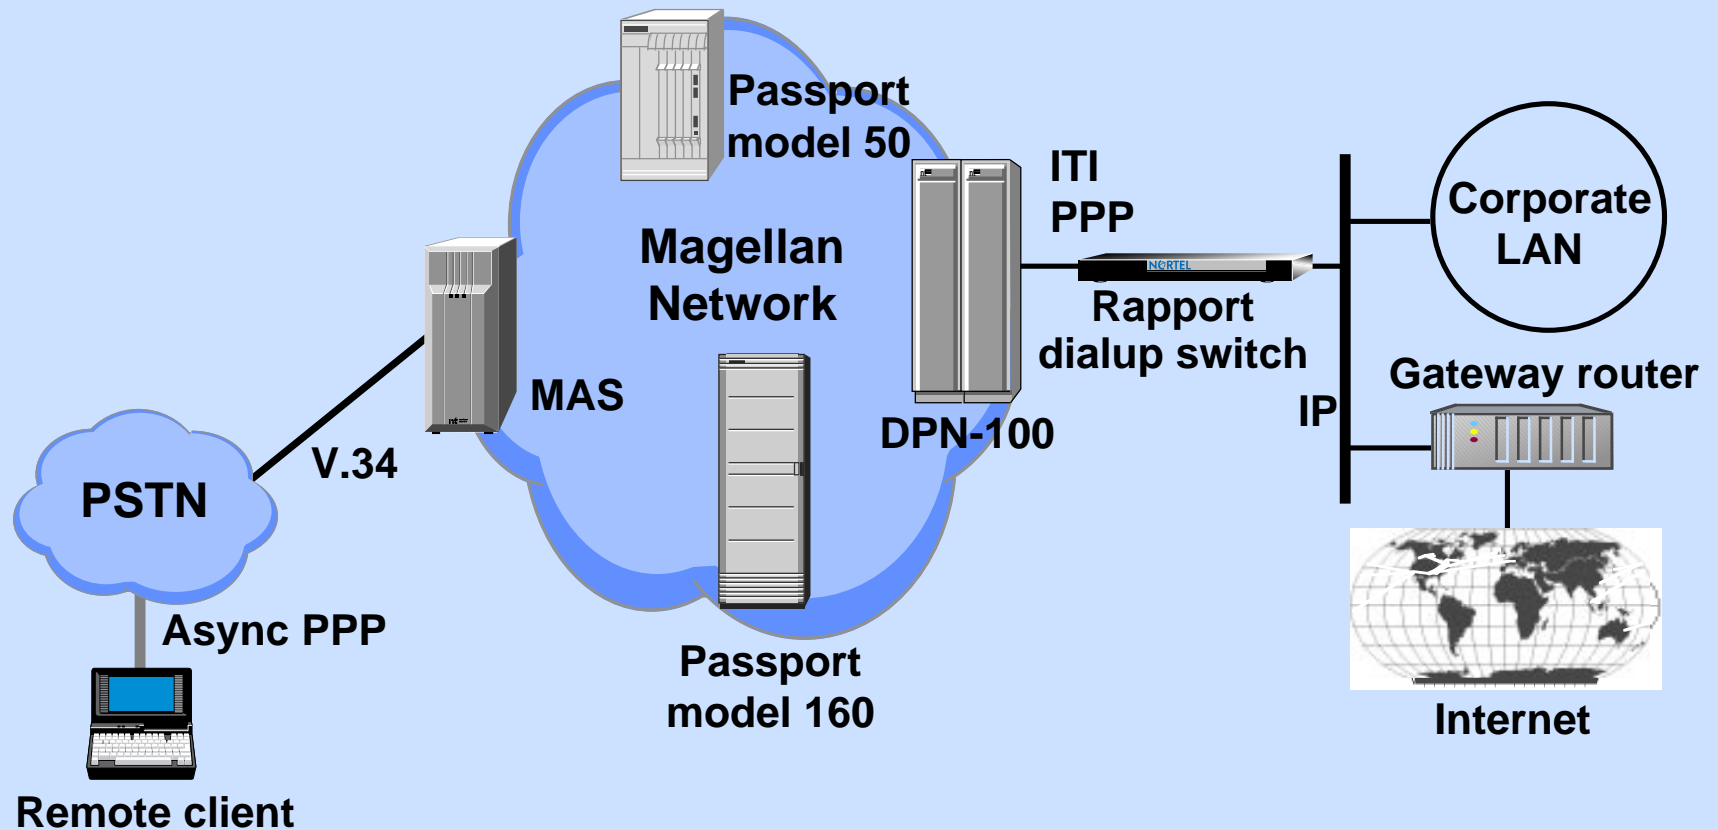 Passport
model 50
ITI
PPP
Corporate
LAN
Magellan
Network
NORTEL
Rapport
dialup switch
Gateway router
MAS
DPN-100
IP
V.34
PSTN
Async PPP
Passport
model 160
Internet
Remote client